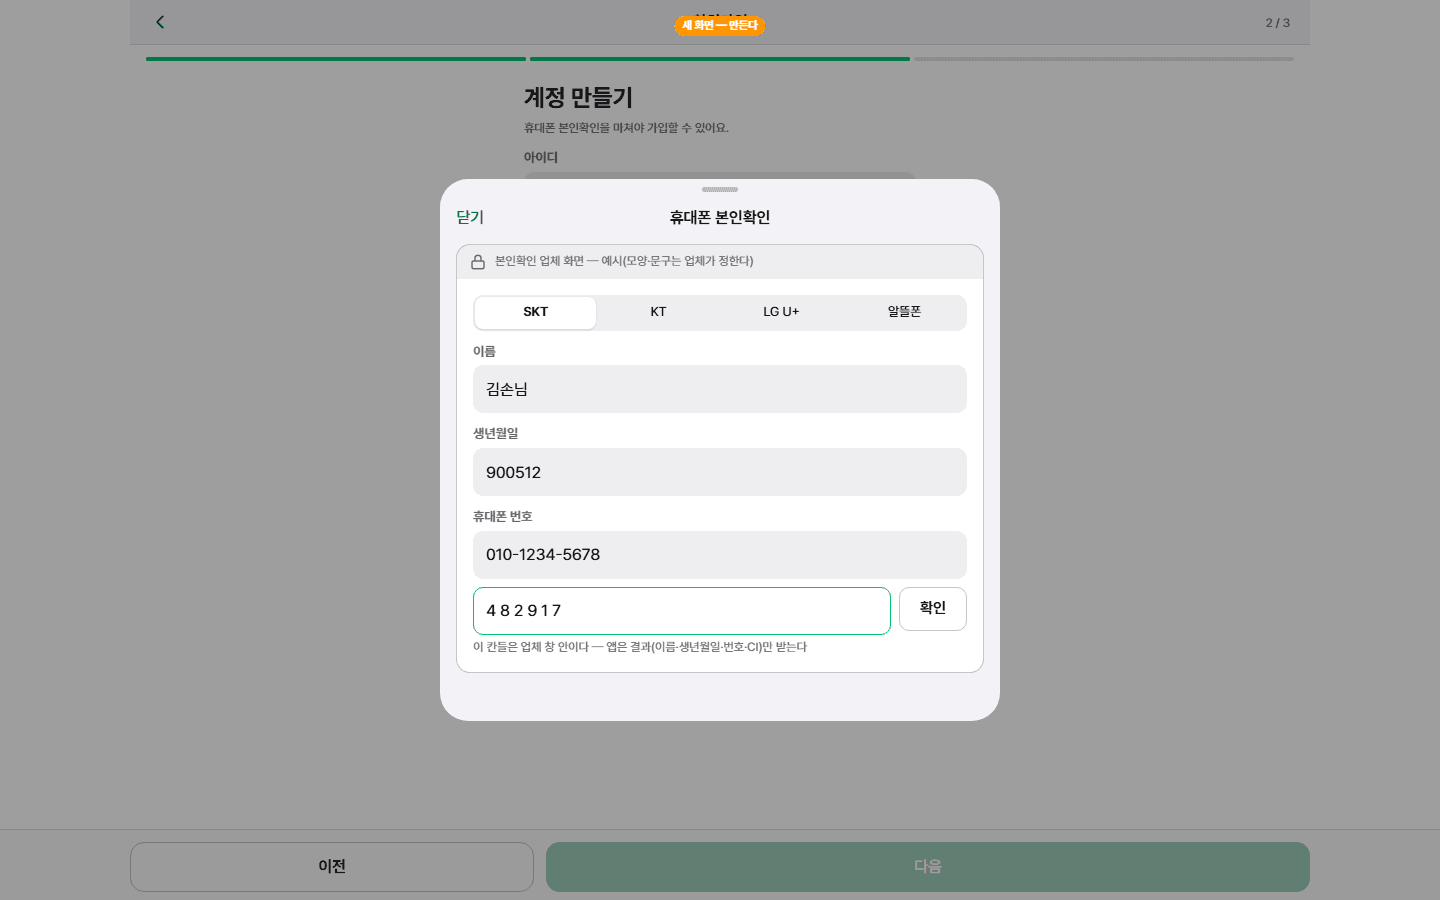 새 화면 — 만든다
2 / 3
계정 만들기
휴대폰 본인확인을 마쳐야 가입할 수 있어요.
아이디
닫기
휴대폰 본인확인
본인확인 업체 화면 — 예시(모양·문구는 업체가 정한다)
SKT KT LG U+ 알뜰폰
이름
김손님
생년월일
900512
휴대폰 번호
010-1234-5678
4 8 2 9 1 7
확인
이 칸들은 업체 창 안이다 — 앱은 결과(이름·생년월일·번호·CI)만 받는다
이전
다음